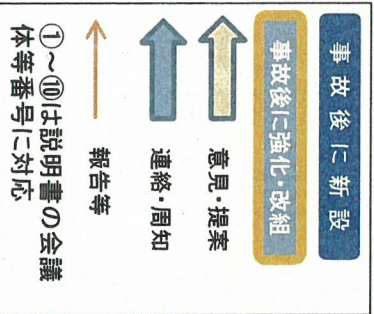 事故後に新設
事故後に強化・改組
意見・提案
連絡・周知
報告等
①～⑩は説明書の会議
体等番号に対応